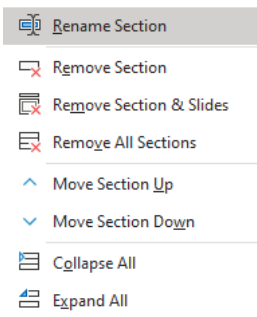 Rename Section
Remove Section
Remove Section & Slides
Remove All Sections
Move Section Up
Move Section Down
Collapse All
Expand All